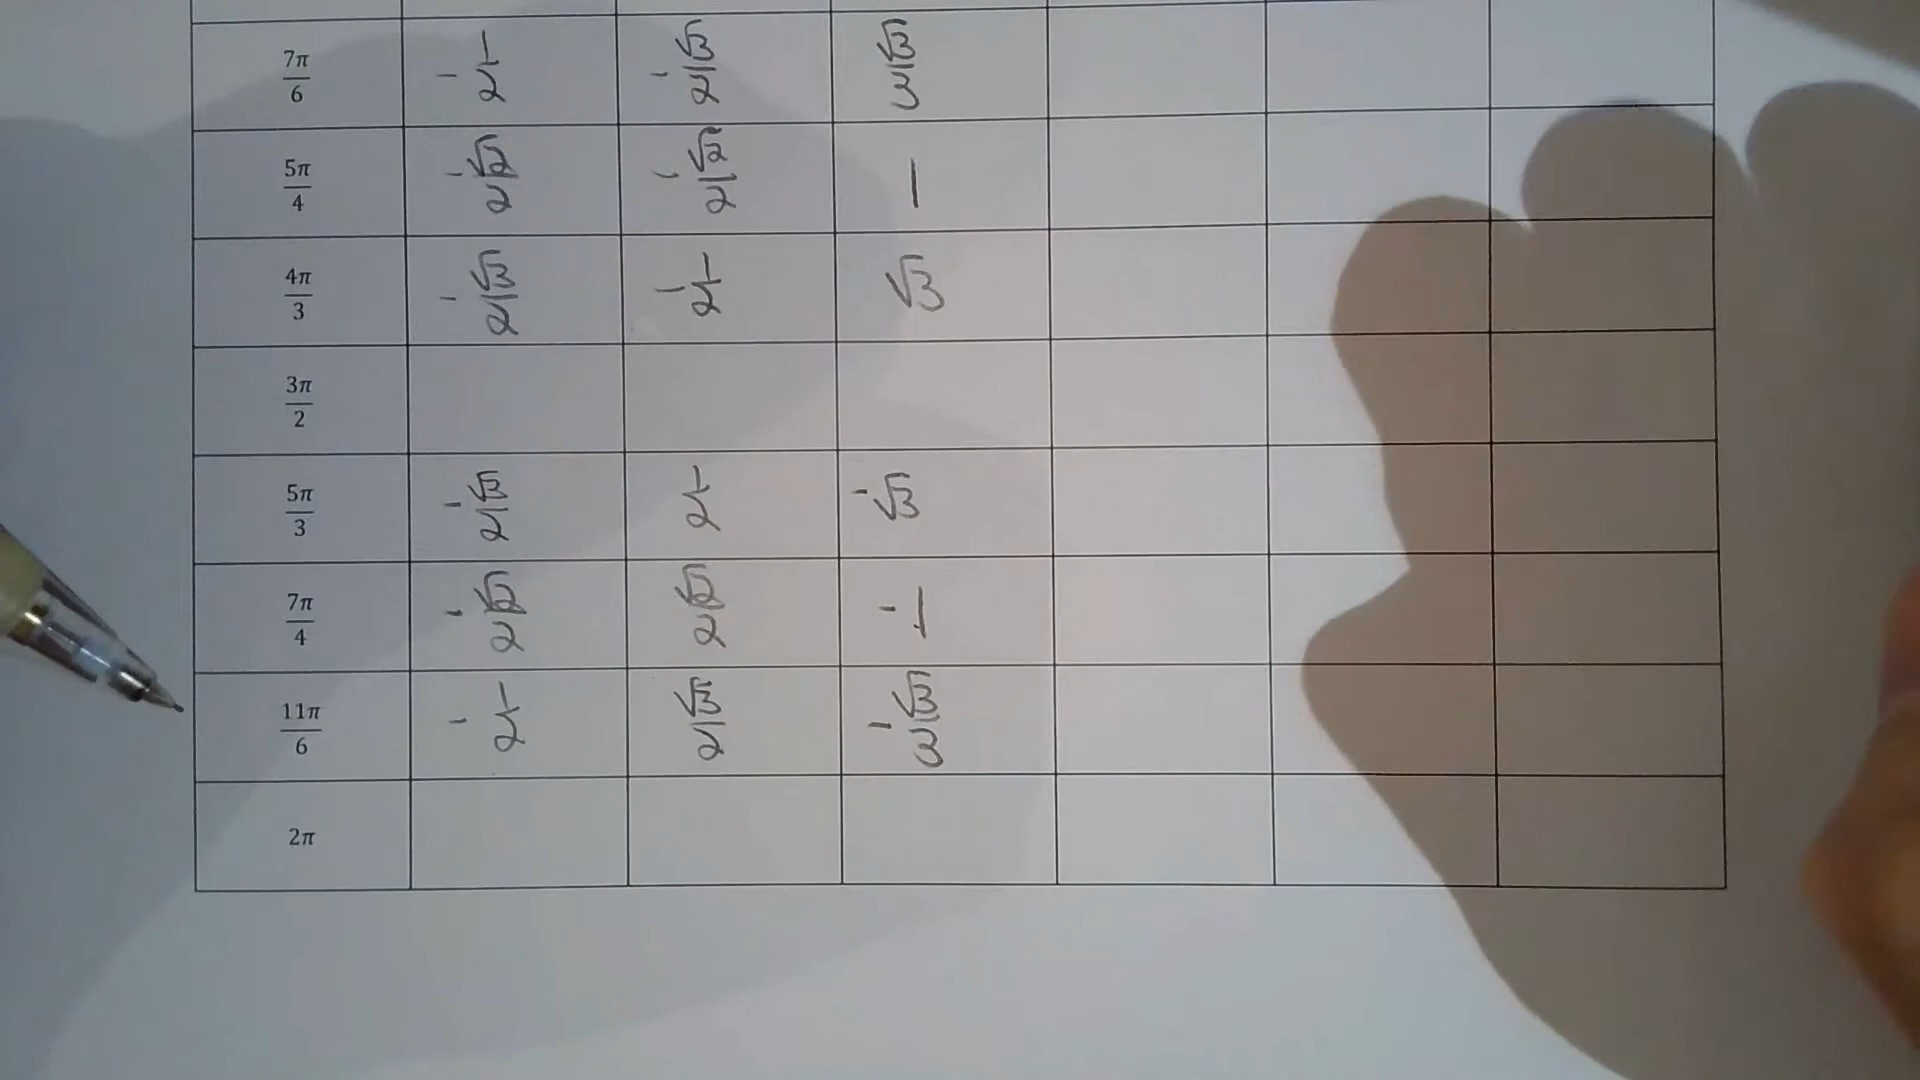 7π/6 -1/2 -√3/2 √3/3
5π/4 -√2/2 -√2/2 1
4π/3 -√3/2 -1/2 √3
3π/2
5π/3 -√3/2 1/2 -√3
7π/4 -√2/2 √2/2 -1
11π/6 -1/2 √3/2 -√3/3
2π